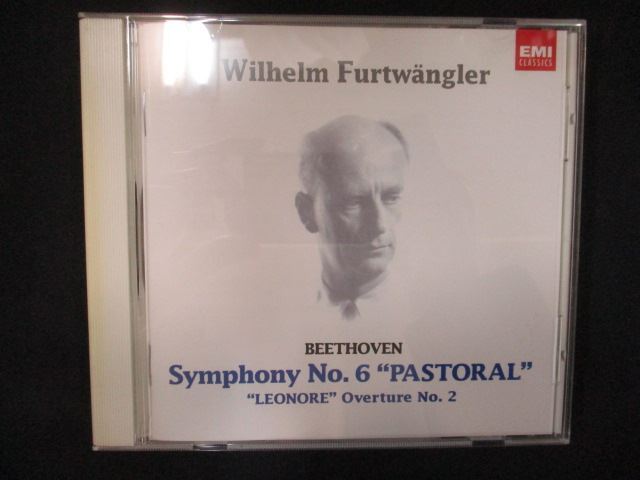 EMI
CLASSICS
Wilhelm Furtwängler
BEETHOVEN
Symphony No. 6 “PASTORAL”
“LEONORE” Overture No. 2